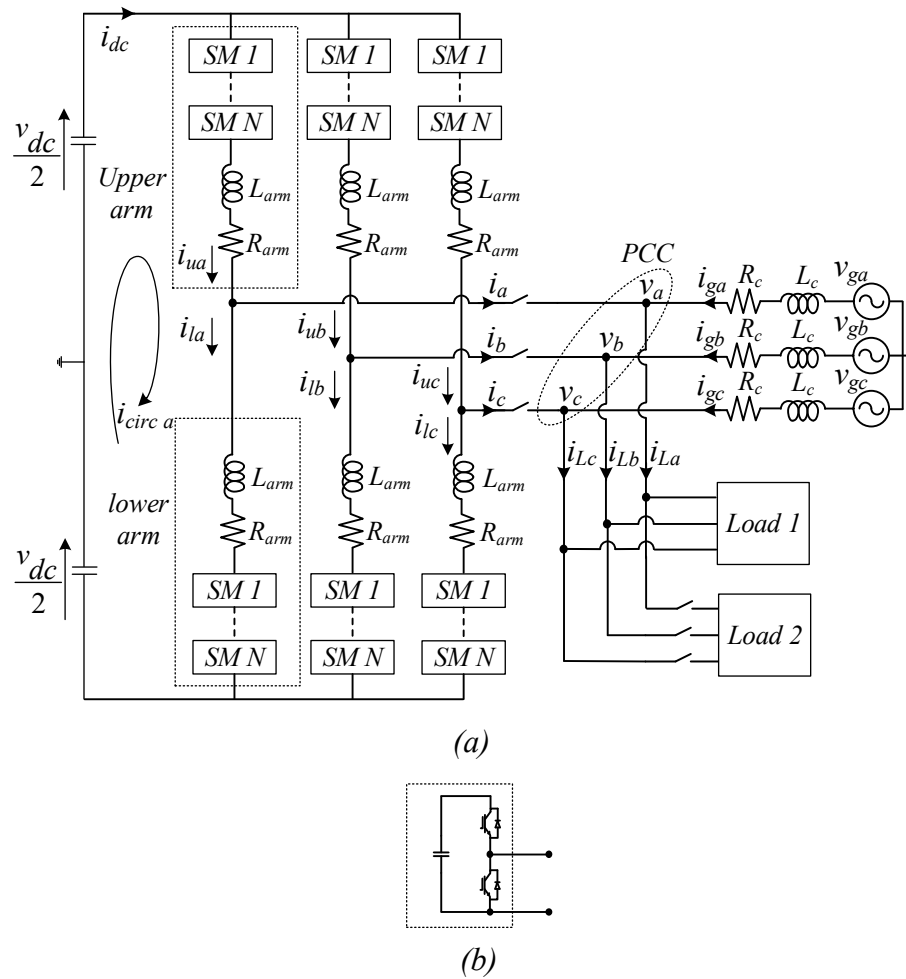 i_dc
SM 1 SM 1 SM 1
SM N SM N SM N
v_dc
2
Upper
arm
L_arm L_arm L_arm
R_arm R_arm R_arm
i_ua
PCC
i_a v_a i_ga R_c L_c v_ga
i_la i_ub
i_b v_b i_gb R_c L_c v_gb
i_lb i_uc
i_c v_c i_gc R_c L_c v_gc
i_circ a
i_lc
i_Lc i_Lb i_La
lower
arm
L_arm L_arm L_arm
R_arm R_arm R_arm
Load 1
v_dc
2
SM 1 SM 1 SM 1
Load 2
SM N SM N SM N
(a)
(b)